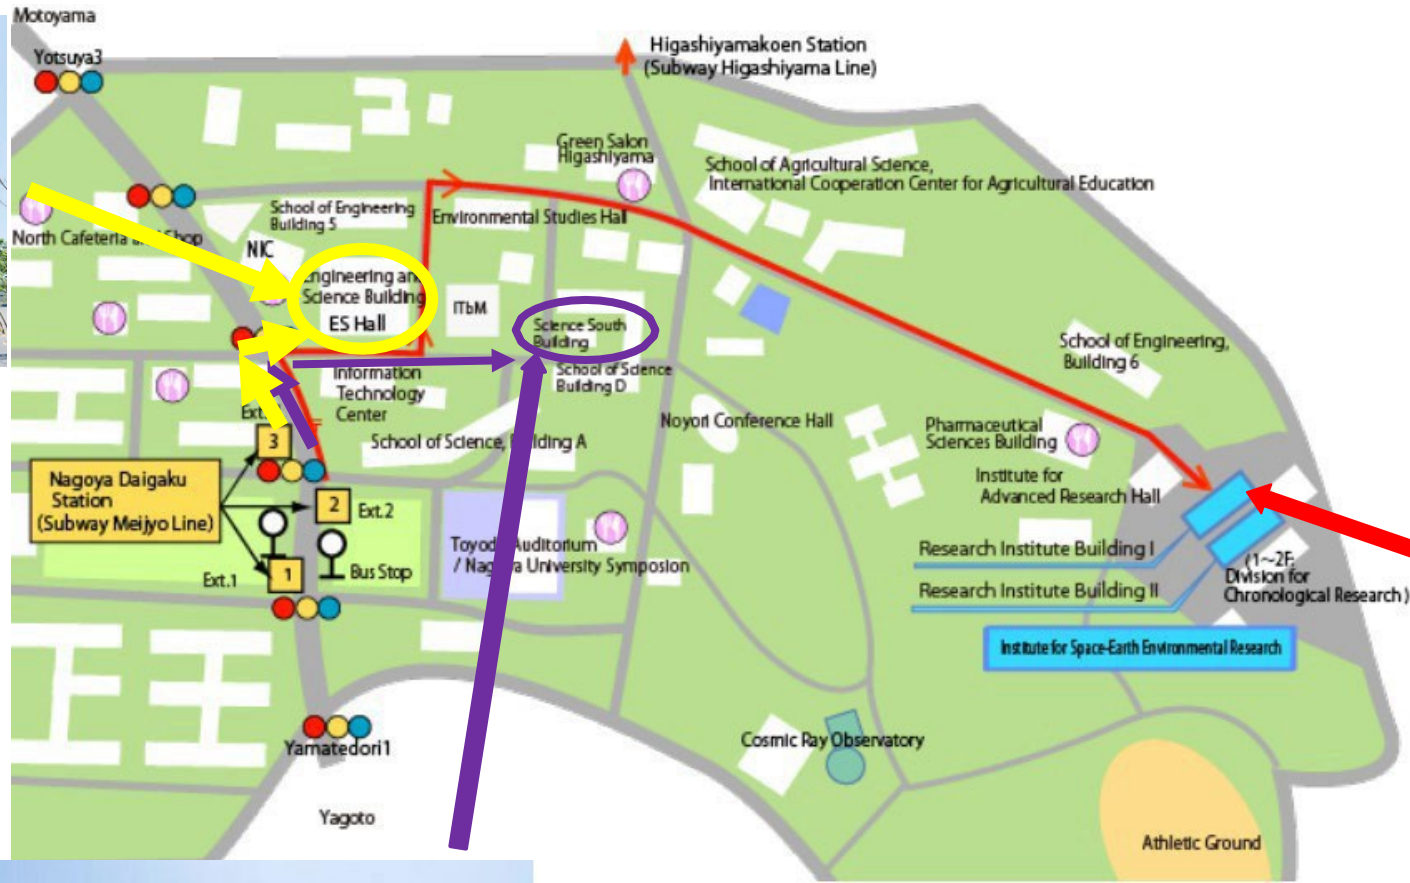 Motoyama
Yotsuya3
Higashiyamakoen Station
(Subway Higashiyama Line)
Green Salon
Higashiyama
School of Agricultural Science,
International Cooperation Center for Agricultural Education
School of Engineering
Building 5
Environmental Studies Hall
North Cafeteria and Shop
NIC
Engineering and
Science Building
ES Hall
ITbM
Science South
Building
School of Science
Building D
School of Engineering,
Building 6
Information
Technology
Center
Noyori Conference Hall
Pharmaceutical
Sciences Building
School of Science, Building A
Ext.
3
Nagoya Daigaku
Station
(Subway Meijyo Line)
2
Ext.2
Institute for
Advanced Research Hall
Toyoda Auditorium
/ Nagoya University Symposion
Research Institute Building I
Ext.1
1
Bus Stop
(1~2F:
Division for
Chronological Research)
Research Institute Building II
Institute for Space-Earth Environmental Research
Yamatedori1
Cosmic Ray Observatory
Yagoto
Athletic Ground